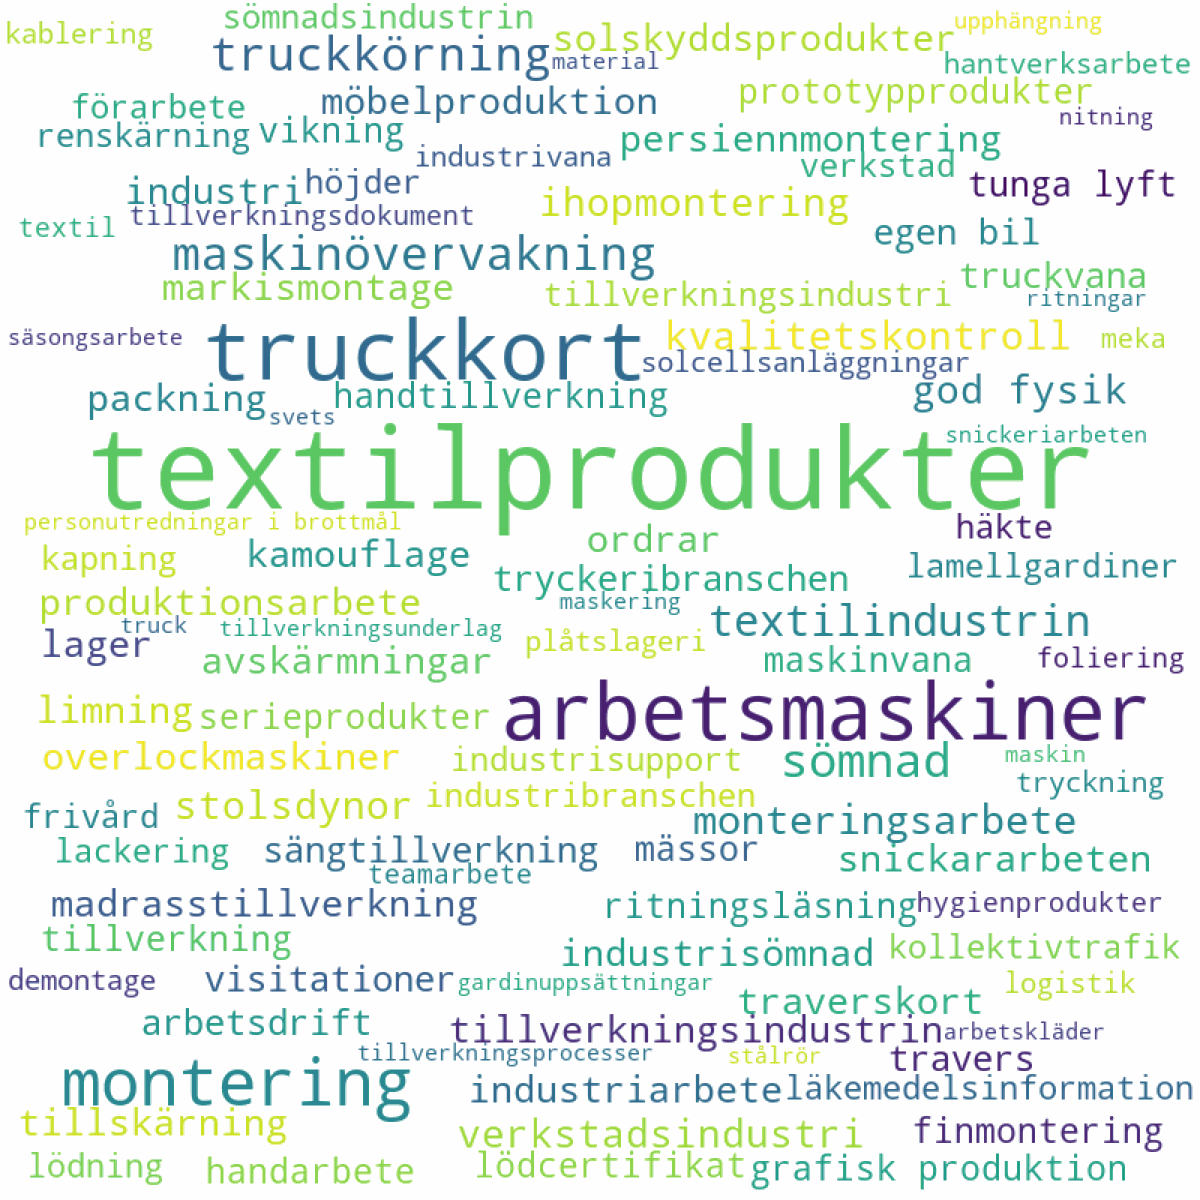 sömnadsindustrin
upphängning
kablering
truckkörning
solskyddsprodukter
material
hantverksarbete
förarbete
möbelproduktion
prototypprodukter
nitning
renskärning
vikning
persiennmontering
industrivana
verkstad
industri
höjder
tunga lyft
textil
tillverkningsdokument
ihopmontering
egen bil
maskinövervakning
truckvana
markismontage
tillverkningsindustri
ritningar
säsongsarbete
truckkort
kvalitetskontroll
meka
solcellsanläggningar
packning
handtillverkning
god fysik
svets
textilprodukter
snickeriarbeten
personutredningar i brottmål
häkte
kapning
kamouflage
ordrar
lamellgardiner
tryckeribranschen
produktionsarbete
maskering
textilindustrin
lager
truck
tillverkningsunderlag
plåtslageri
avskärmningar
maskinvana
foliering
limning
serieprodukter
arbetsmaskiner
overlockmaskiner
industrisupport
sömnad
maskin
tryckning
frivård
stolsdynor
industribranschen
monteringsarbete
lackering
sängtillverkning
mässor
snickararbeten
teamarbete
madrasstillverkning
ritningsläsning
hygienprodukter
tillverkning
industrisömnad
kollektivtrafik
demontage
visitationer
gardinuppsättningar
logistik
traverskort
arbetsdrift
tillverkningsindustrin
arbetskläder
tillverkningsprocesser
stålrör
travers
montering
industriarbete
läkemedelsinformation
tillskärning
verkstadsindustri
finmontering
lödning
handarbete
lödcertifikat
grafisk produktion